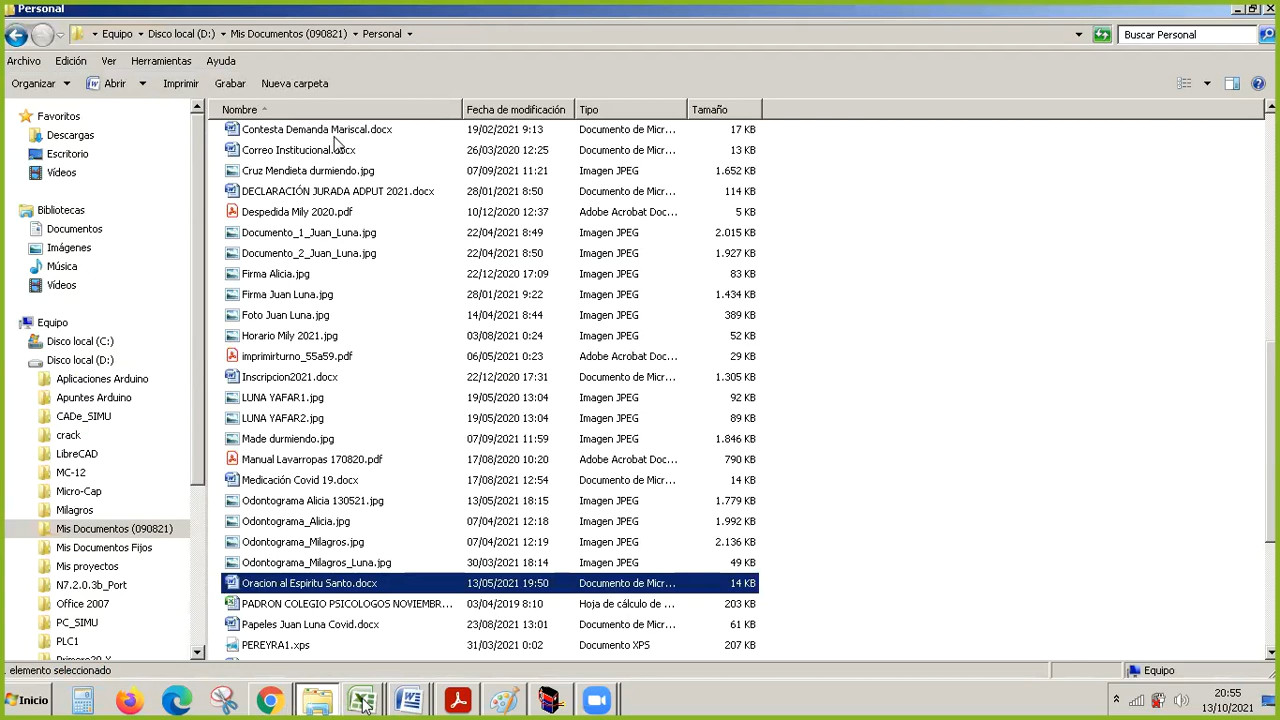 Personal
Equipo ▸ Disco local (D:) ▸ Mis Documentos (090821) ▸ Personal
Buscar Personal
Archivo Edición Ver Herramientas Ayuda
Organizar Abrir Imprimir Grabar Nueva carpeta
Nombre Fecha de modificación Tipo Tamaño
Favoritos
Descargas
Escritorio
Vídeos
Bibliotecas
Documentos
Imágenes
Música
Vídeos
Equipo
Disco local (C:)
Disco local (D:)
Aplicaciones Arduino
Apuntes Arduino
CADe_SIMU
crack
LibreCAD
MC-12
Micro-Cap
Milagros
Mis Documentos (090821)
Mis Documentos Fijos
Mis proyectos
N7.2.0.3b_Port
Office 2007
PC_SIMU
PLC1
Contesta Demanda Mariscal.docx 19/02/2021 9:13 Documento de Micr... 17 KB
Correo Institucional.docx 26/03/2020 12:25 Documento de Micr... 13 KB
Cruz Mendieta durmiendo.jpg 07/09/2021 11:21 Imagen JPEG 1.652 KB
DECLARACIÓN JURADA ADPUT 2021.docx 28/01/2021 8:50 Documento de Micr... 114 KB
Despedida Mily 2020.pdf 10/12/2020 12:37 Adobe Acrobat Doc... 5 KB
Documento_1_Juan_Luna.jpg 22/04/2021 8:49 Imagen JPEG 2.015 KB
Documento_2_Juan_Luna.jpg 22/04/2021 8:50 Imagen JPEG 1.927 KB
Firma Alicia.jpg 22/12/2020 17:09 Imagen JPEG 83 KB
Firma Juan Luna.jpg 28/01/2021 9:22 Imagen JPEG 1.434 KB
Foto Juan Luna.jpg 14/04/2021 8:44 Imagen JPEG 389 KB
Horario Mily 2021.jpg 03/08/2021 0:24 Imagen JPEG 52 KB
imprimirturno_55a59.pdf 06/05/2021 0:23 Adobe Acrobat Doc... 29 KB
Inscripcion2021.docx 22/12/2020 17:31 Documento de Micr... 1.305 KB
LUNA YAFAR1.jpg 19/05/2020 13:04 Imagen JPEG 92 KB
LUNA YAFAR2.jpg 19/05/2020 13:04 Imagen JPEG 89 KB
Made durmiendo.jpg 07/09/2021 11:59 Imagen JPEG 1.846 KB
Manual Lavarropas 170820.pdf 17/08/2020 10:20 Adobe Acrobat Doc... 790 KB
Medicación Covid 19.docx 17/08/2021 12:54 Documento de Micr... 14 KB
Odontograma Alicia 130521.jpg 13/05/2021 18:15 Imagen JPEG 1.779 KB
Odontograma_Alicia.jpg 07/04/2021 12:18 Imagen JPEG 1.992 KB
Odontograma_Milagros.jpg 07/04/2021 12:19 Imagen JPEG 2.136 KB
Odontograma_Milagros_Luna.jpg 30/03/2021 18:14 Imagen JPEG 49 KB
Oracion al Espiritu Santo.docx 13/05/2021 19:50 Documento de Micr... 14 KB
PADRON COLEGIO PSICOLOGOS NOVIEMBR... 03/04/2019 8:10 Hoja de cálculo de ... 203 KB
Papeles Juan Luna Covid.docx 23/08/2021 13:01 Documento de Micr... 61 KB
PEREYRA1.xps 31/03/2021 0:02 Documento XPS 207 KB
elemento seleccionado
Equipo
Inicio
20:55
13/10/2021